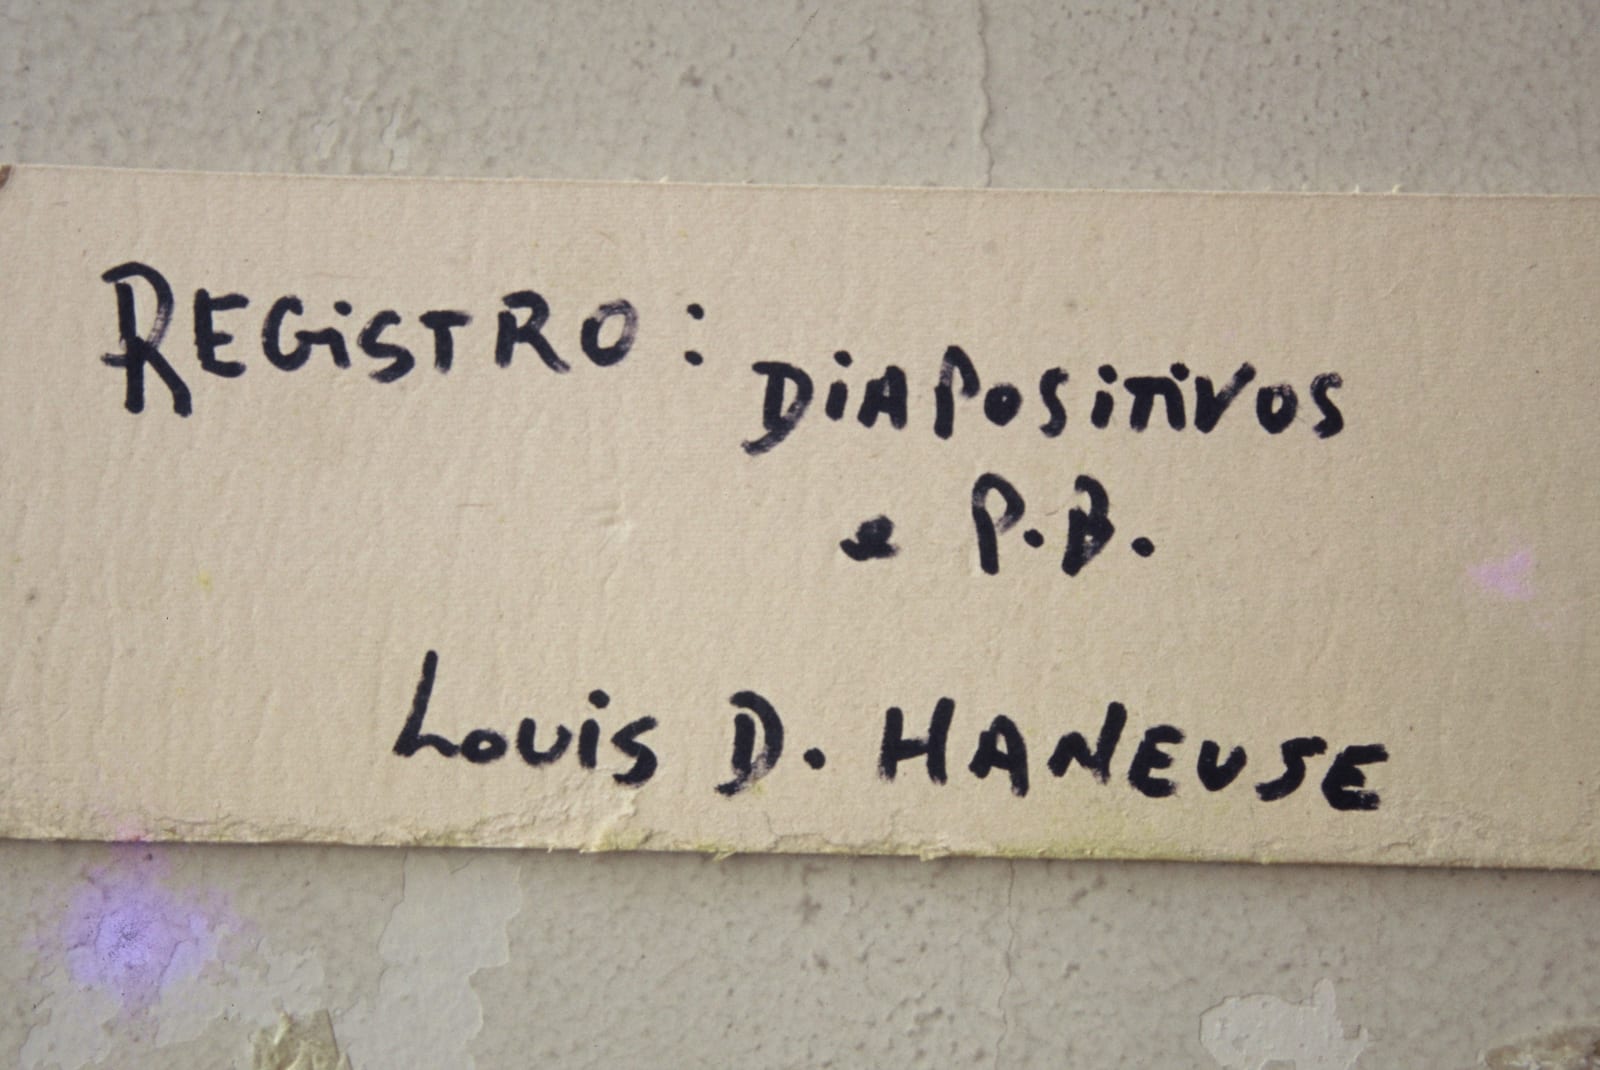 REGiSTRO:
DiAPOSiTiVOS
e P.B.
LOUiS D. HANEUSE